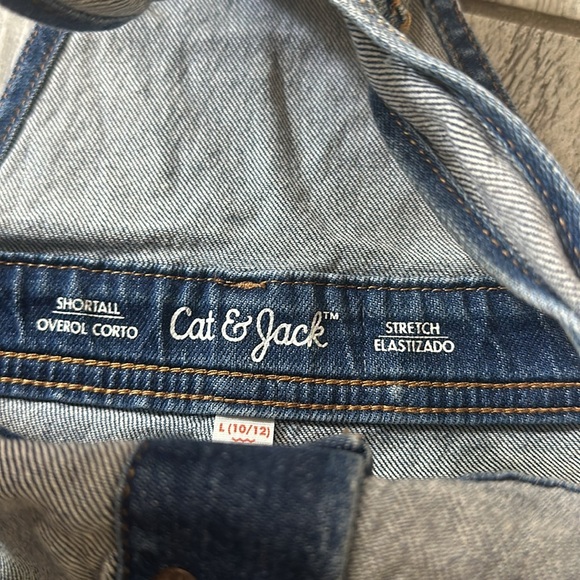 SHORTALL
OVEROL CORTO
Cat & Jack™
STRETCH
ELASTIZADO
L (10/12)